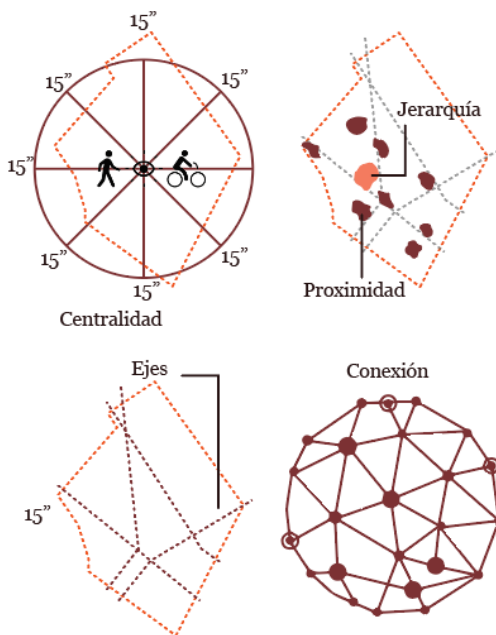 15”
15”
15”
15”
15”
15”
15”
15”
Centralidad
Jerarquía
Proximidad
Ejes
15”
Conexión